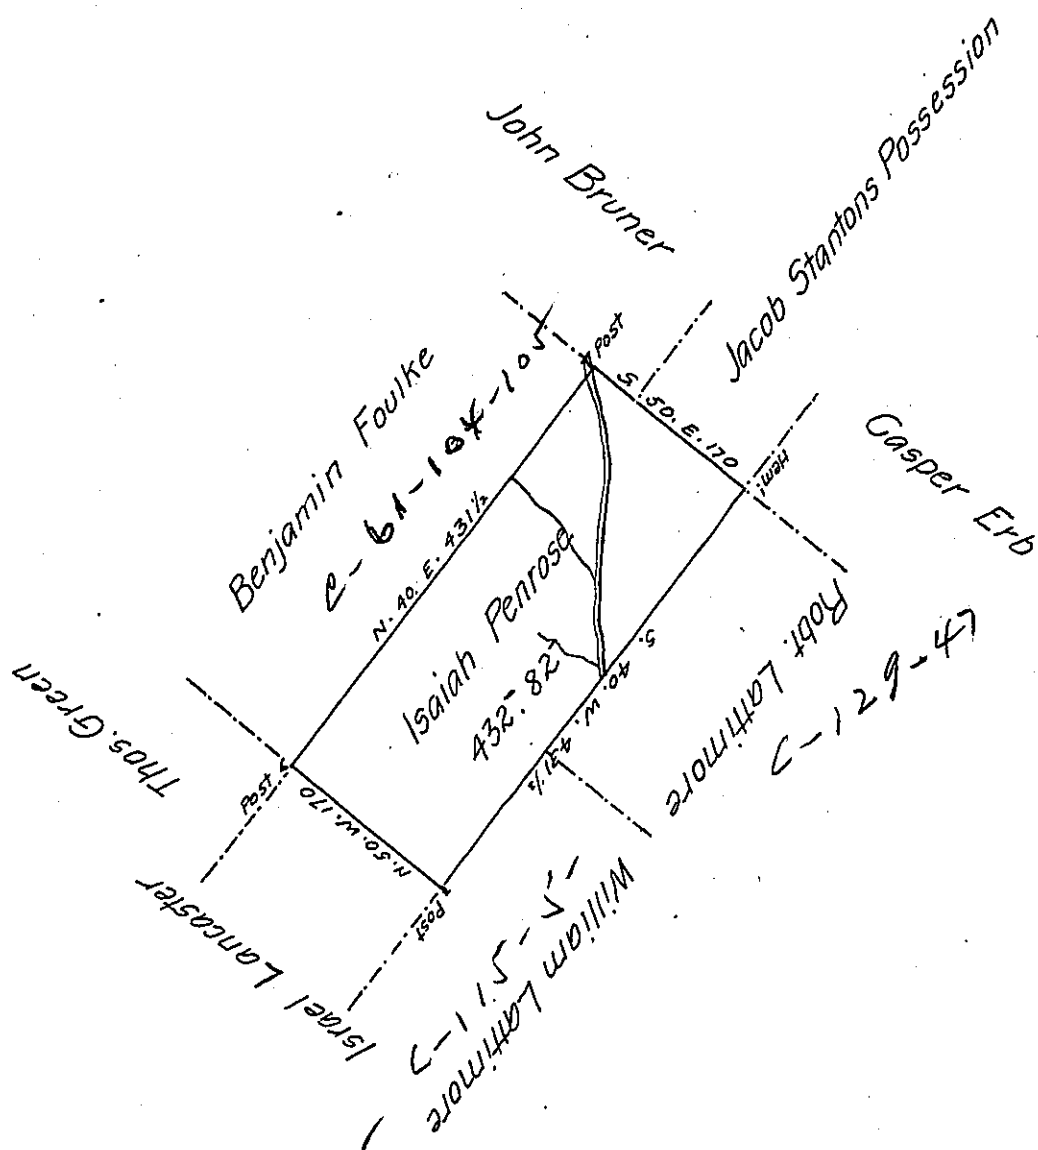 John Bruner
Jacob Stantons Possession
Benjamin Foulke
C-61-104-105
Post
S. 50. E. 170
Hem:
Casper Erb
N. 40. E. 431½
Isaiah Penrose
432.82
S. 40. W. 431½
Robt. Lattimore
C-129-47
Thos. Green
Post
N. 50. W. 170
Post
Israel Lancaster
William Lattimore
C-115-5